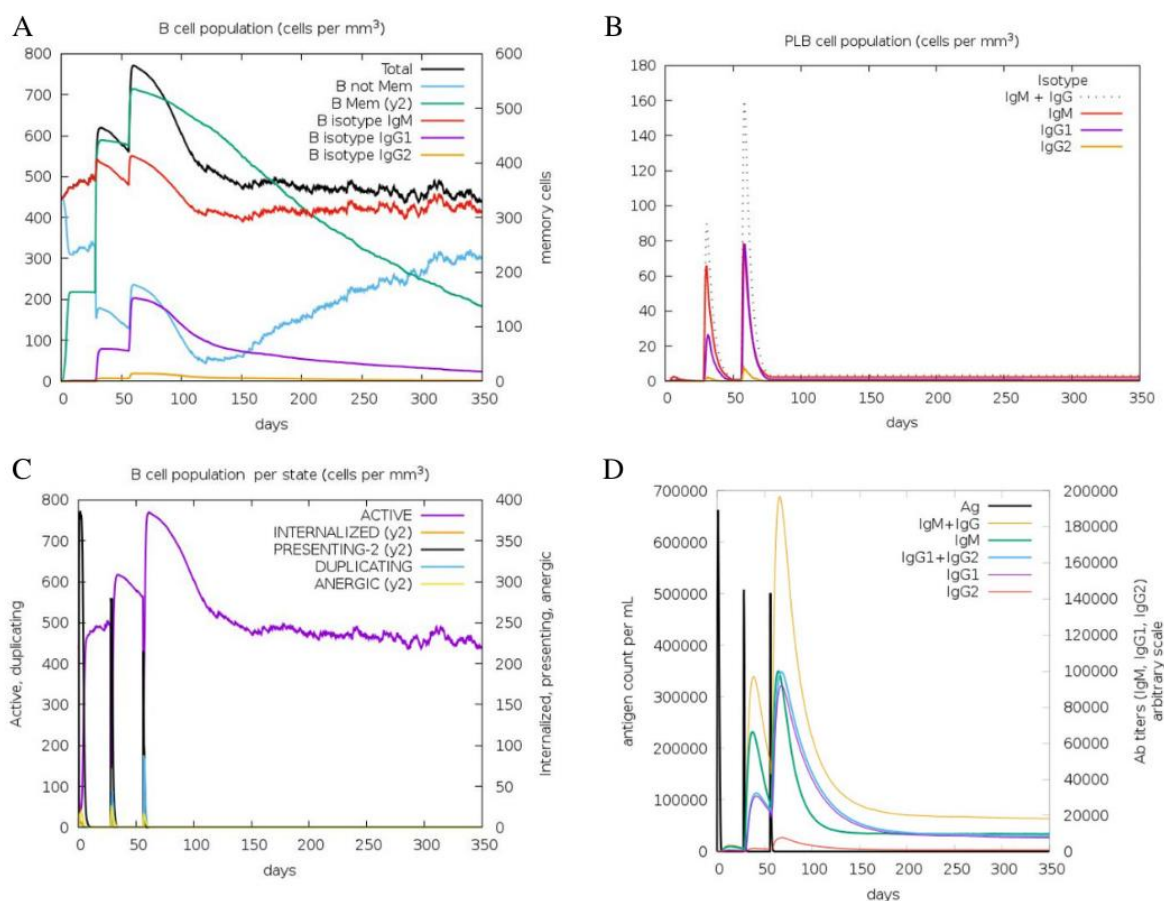 A
B cell population (cells per mm³)
800
700
600
500
400
300
200
100
0
600
500
400
300
200
100
0
Total
B not Mem
B Mem (y2)
B isotype IgM
B isotype IgG1
B isotype IgG2
memory cells
0 50 100 150 200 250 300 350
days
B
PLB cell population (cells per mm³)
180
160
140
120
100
80
60
40
20
0
Isotype
IgM + IgG
IgM
IgG1
IgG2
0 50 100 150 200 250 300 350
days
C
B cell population per state (cells per mm³)
Active, duplicating
800
700
600
500
400
300
200
100
0
400
350
300
250
200
150
100
50
0
ACTIVE
INTERNALIZED (y2)
PRESENTING-2 (y2)
DUPLICATING
ANERGIC (y2)
Internalized, presenting, anergic
0 50 100 150 200 250 300 350
days
D
antigen count per mL
700000
600000
500000
400000
300000
200000
100000
0
200000
180000
160000
140000
120000
100000
80000
60000
40000
20000
0
Ag
IgM+IgG
IgM
IgG1+IgG2
IgG1
IgG2
Ab titers (IgM, IgG1, IgG2)
arbitrary scale
0 50 100 150 200 250 300 350
days